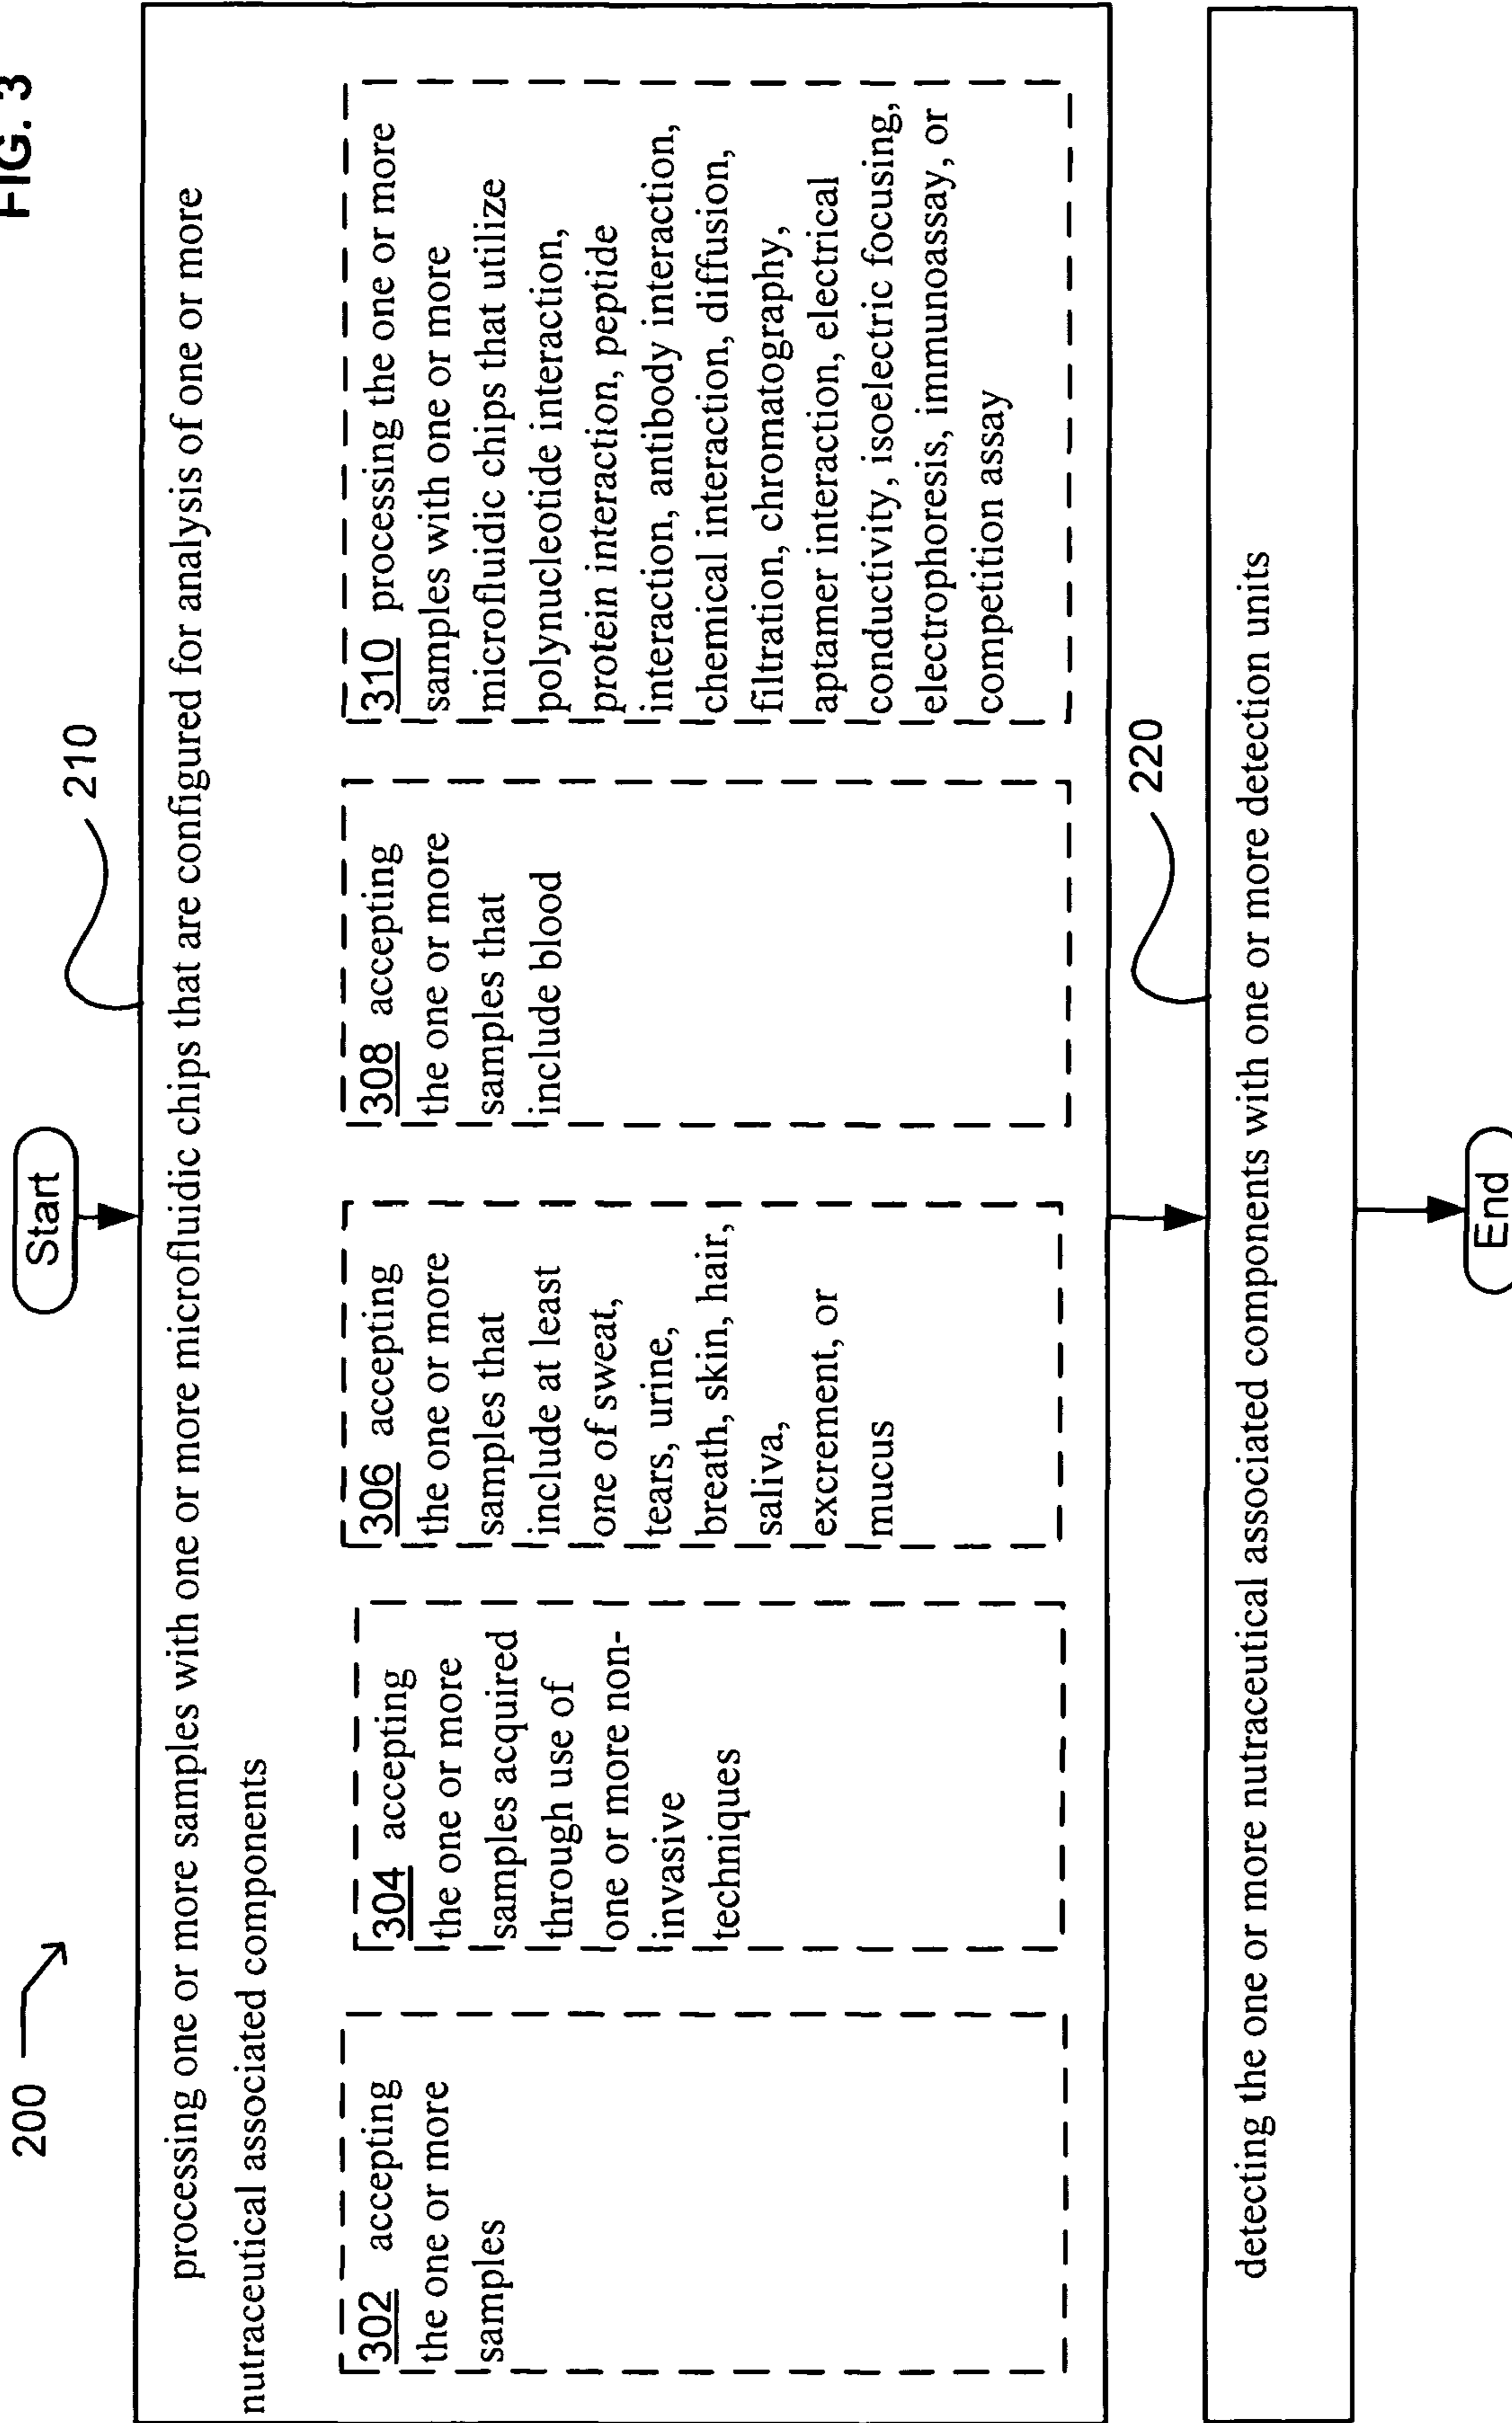 FIG. 3
200
Start
210
processing one or more samples with one or more microfluidic chips that are configured for analysis of one or more
nutraceutical associated components
302 accepting
the one or more
samples
304 accepting
the one or more
samples acquired
through use of
one or more non-
invasive
techniques
306 accepting
the one or more
samples that
include at least
one of sweat,
tears, urine,
breath, skin, hair,
saliva,
excrement, or
mucus
308 accepting
the one or more
samples that
include blood
310 processing the one or more
samples with one or more
microfluidic chips that utilize
polynucleotide interaction,
protein interaction, peptide
interaction, antibody interaction,
chemical interaction, diffusion,
filtration, chromatography,
aptamer interaction, electrical
conductivity, isoelectric focusing,
electrophoresis, immunoassay, or
competition assay
220
detecting the one or more nutraceutical associated components with one or more detection units
End